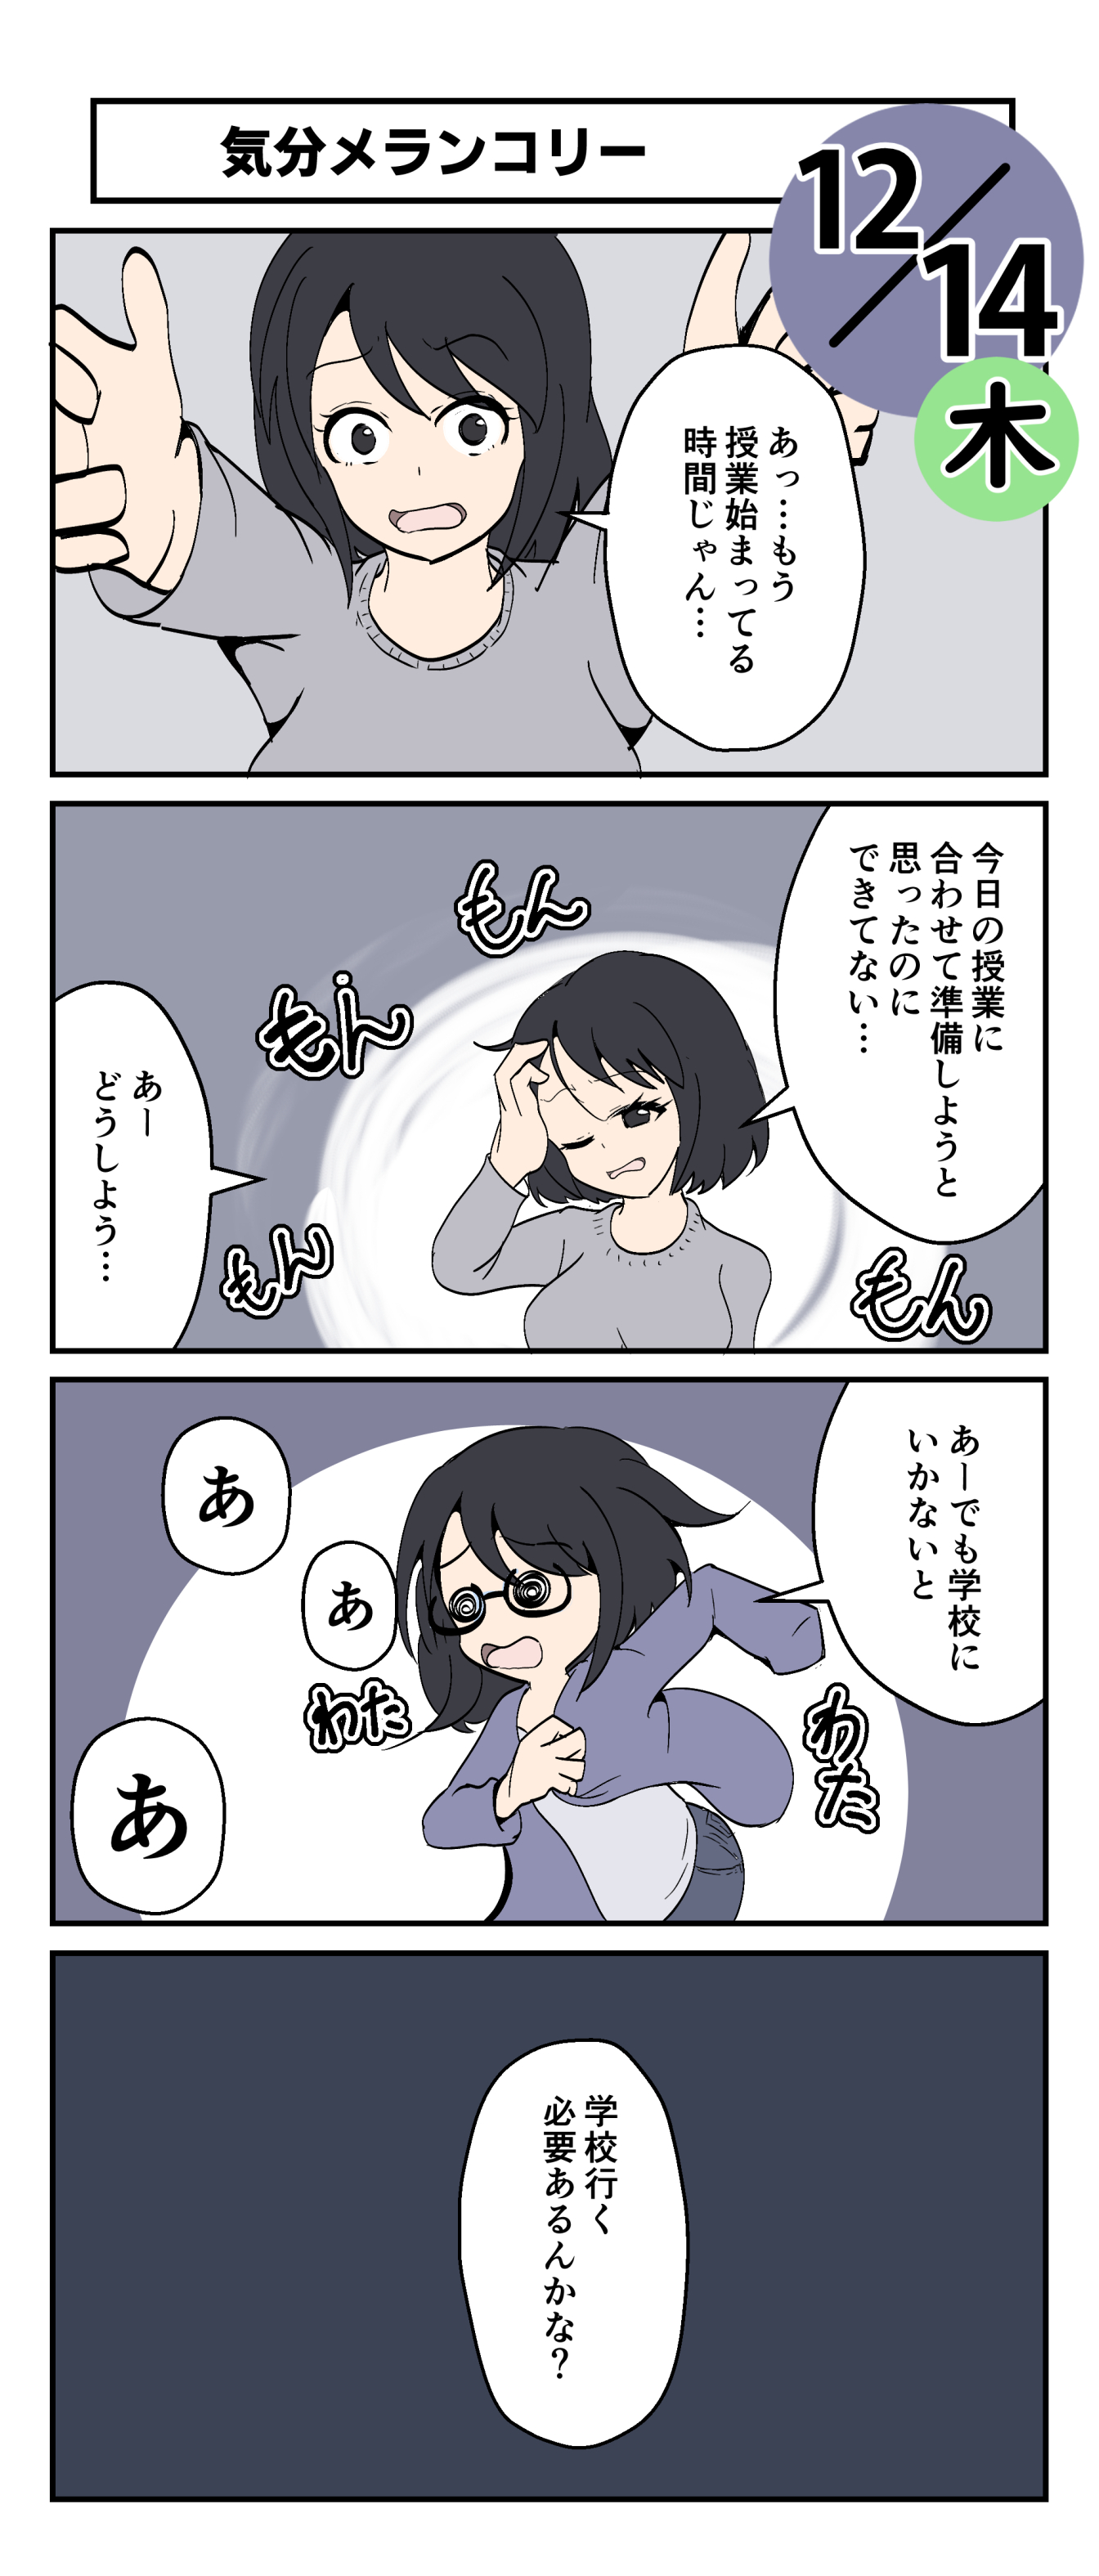 気分メランコリー
12/14
木
あっ…もう
授業始まってる
時間じゃん…
今日の授業に
合わせて準備しようと
思ったのに
できてない…
もん
もん
もん
もん
あー
どうしよう…
あーでも学校に
いかないと
わた
わた
あ
あ
あ
学校行く
必要あるんかな?